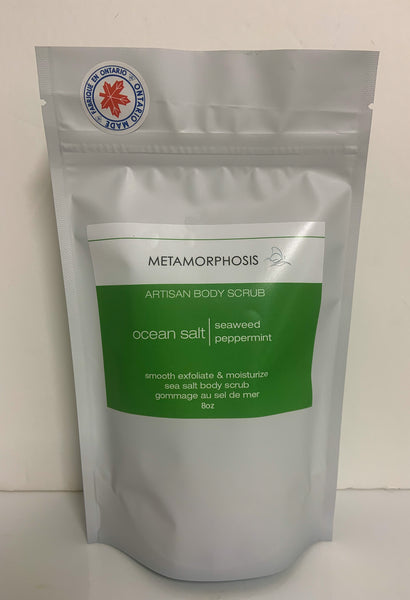 FABRIQUÉ EN ONTARIO
ONTARIO MADE
METAMORPHOSIS
ARTISAN BODY SCRUB
ocean salt
seaweed
peppermint
smooth exfoliate & moisturize
sea salt body scrub
gommage au sel de mer
8oz